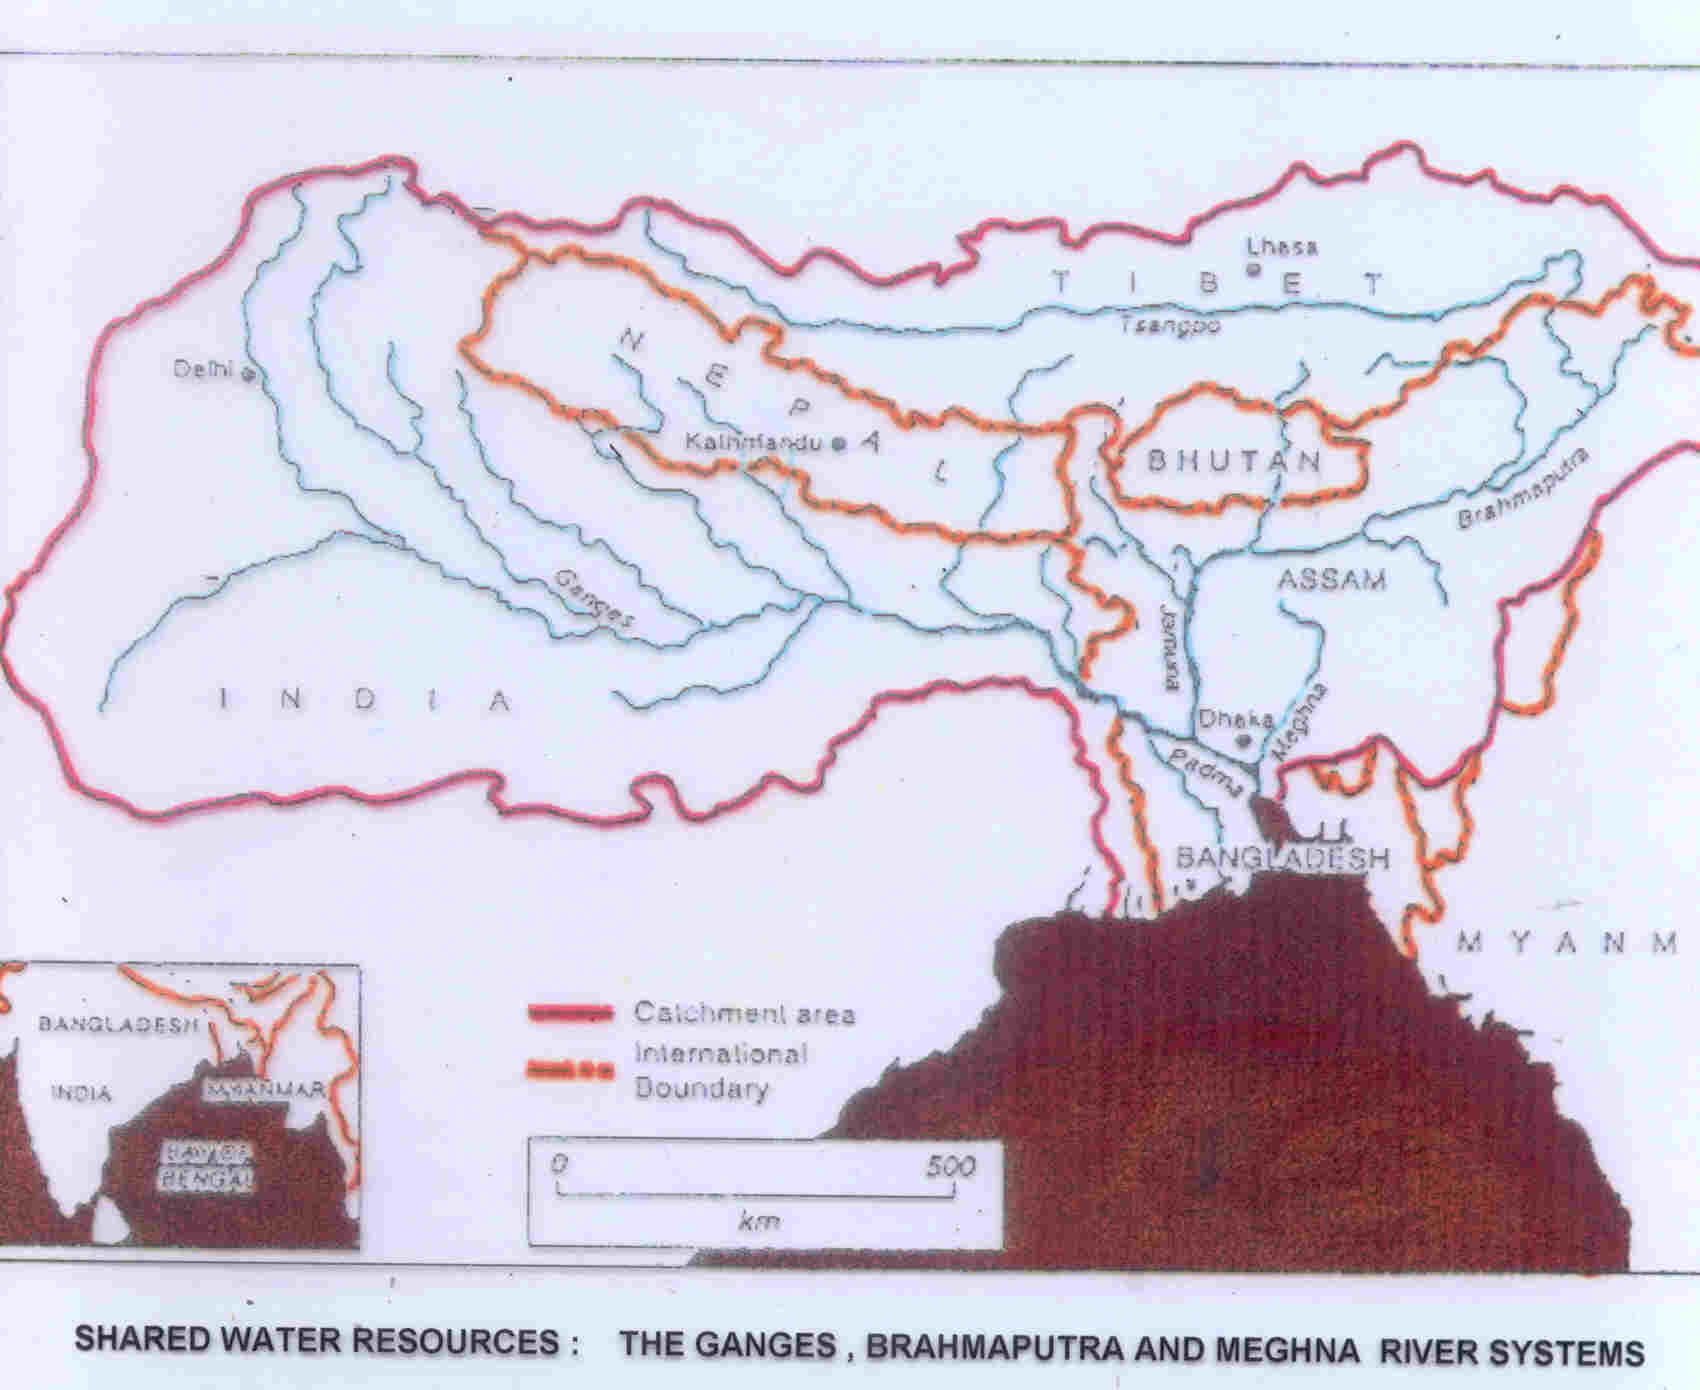 Lhasa
T I B E T
Tsangpo
N E P A L
Delhi
Kathmandu
BHUTAN
Brahmaputra
Ganges
ASSAM
Jamuna
I N D I A
Dhaka
Meghna
Padma
BANGLADESH
M Y A N M
BANGLADESH
INDIA
MYANMAR
BAY OF
BENGAL
Catchment area
International
Boundary
0 500
km
SHARED WATER RESOURCES : THE GANGES , BRAHMAPUTRA AND MEGHNA RIVER SYSTEMS